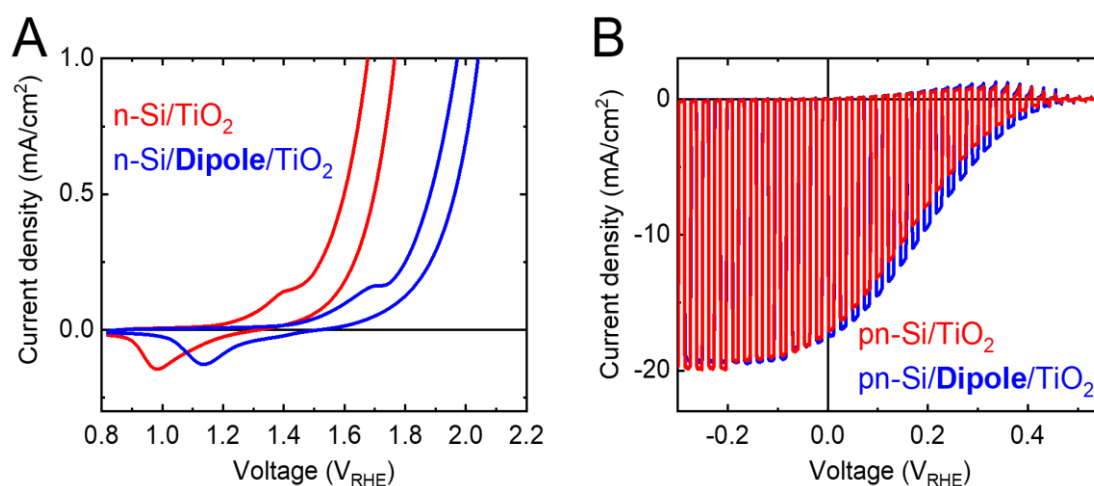 A
Current density (mA/cm²)
1.0
0.5
0.0
n-Si/TiO₂
n-Si/Dipole/TiO₂
0.8 1.0 1.2 1.4 1.6 1.8 2.0 2.2
Voltage (V_RHE)
B
Current density (mA/cm²)
0
-10
-20
pn-Si/TiO₂
pn-Si/Dipole/TiO₂
-0.2 0.0 0.2 0.4
Voltage (V_RHE)